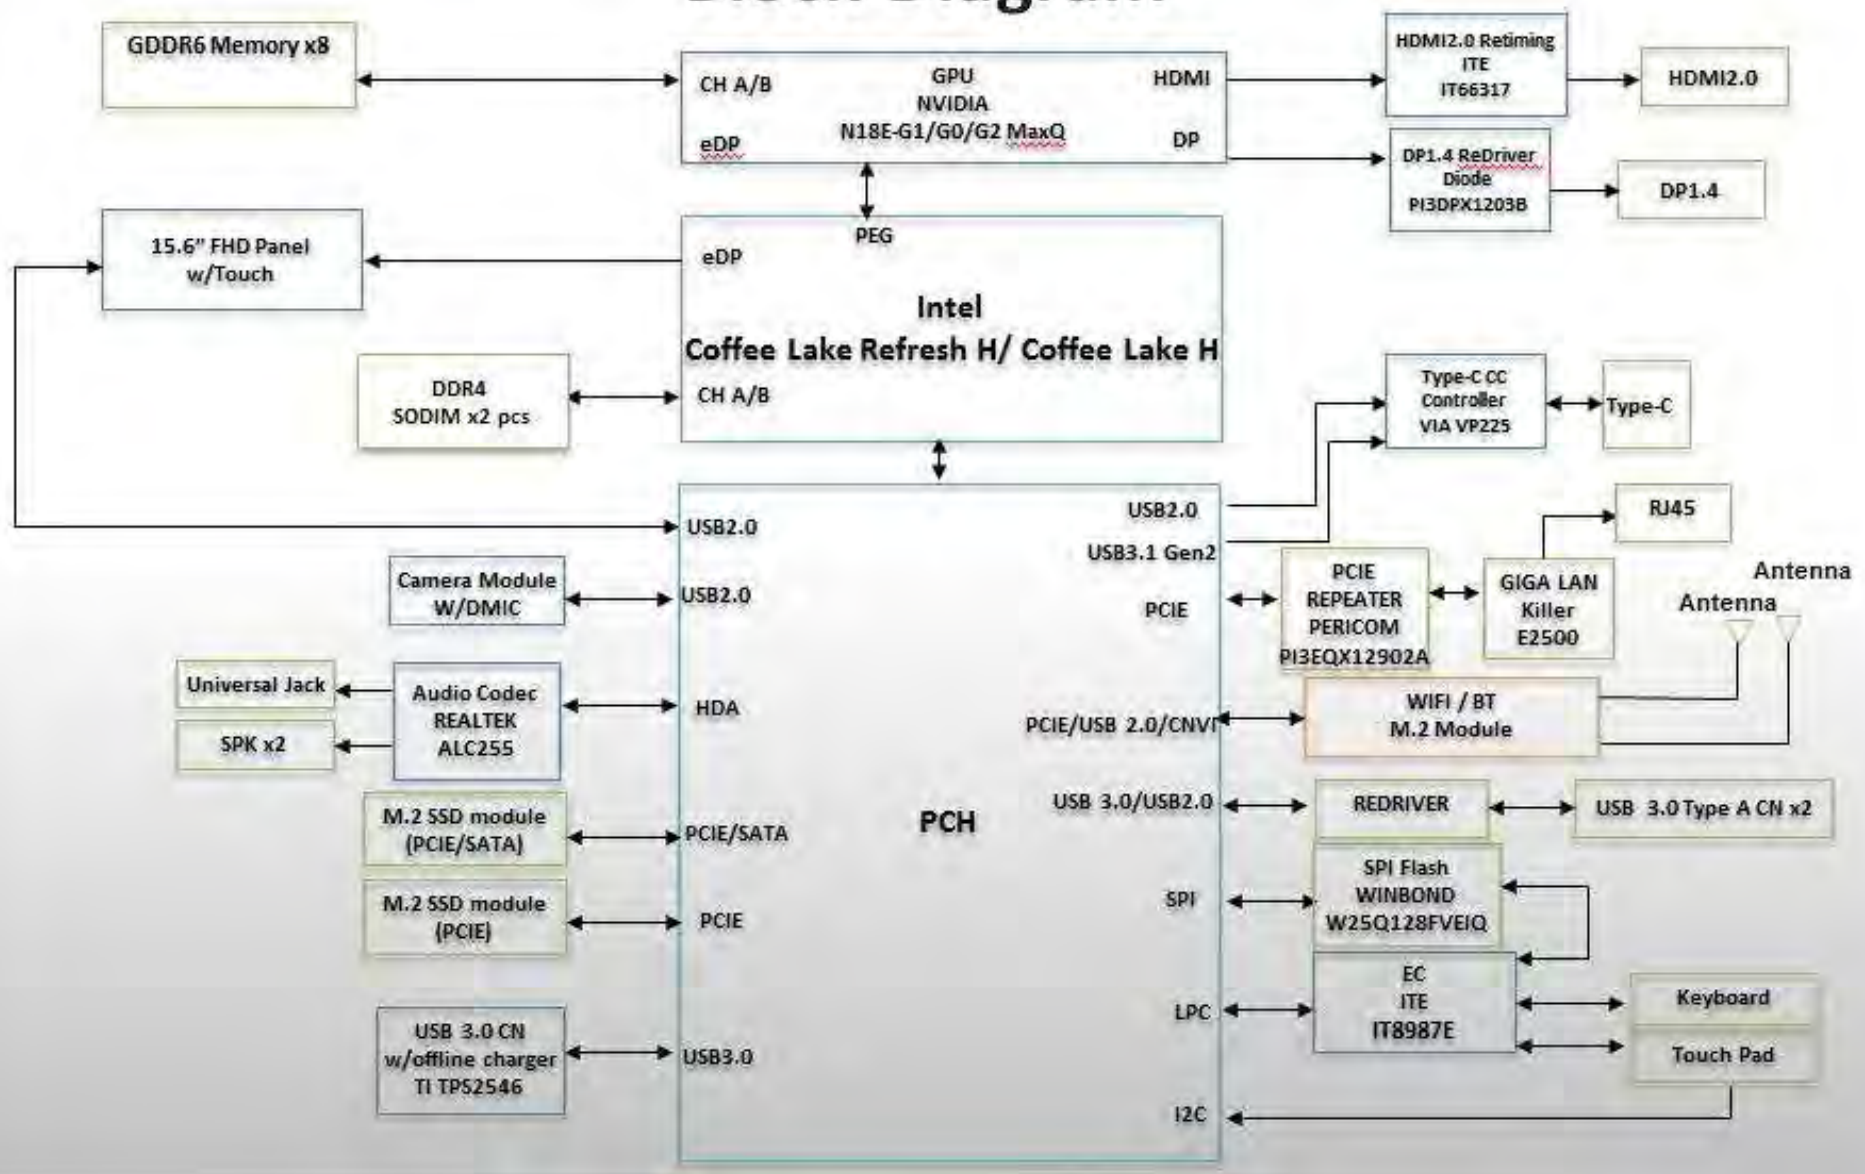 Block Diagram
GDDR6 Memory x8
CH A/B
eDP
GPU
NVIDIA
N18E-G1/G0/G2 MaxQ
HDMI
DP
HDMI2.0 Retiming
ITE
IT66317
HDMI2.0
DP1.4 ReDriver
Diode
PI3DPX1203B
DP1.4
15.6" FHD Panel
w/Touch
PEG
eDP
Intel
Coffee Lake Refresh H/ Coffee Lake H
CH A/B
DDR4
SODIM x2 pcs
Type-C CC
Controller
VIA VP225
Type-C
PCH
USB2.0
USB2.0
HDA
PCIE/SATA
PCIE
USB3.0
USB2.0
USB3.1 Gen2
PCIE
PCIE/USB 2.0/CNVI
USB 3.0/USB2.0
SPI
LPC
I2C
Camera Module
W/DMIC
Universal Jack
SPK x2
Audio Codec
REALTEK
ALC255
M.2 SSD module
(PCIE/SATA)
M.2 SSD module
(PCIE)
USB 3.0 CN
w/offline charger
TI TPS2546
RJ45
PCIE
REPEATER
PERICOM
PI3EQX12902A
GIGA LAN
Killer
E2500
Antenna
Antenna
WIFI / BT
M.2 Module
REDRIVER
USB 3.0 Type A CN x2
SPI Flash
WINBOND
W25Q128FVEIQ
EC
ITE
IT8987E
Keyboard
Touch Pad